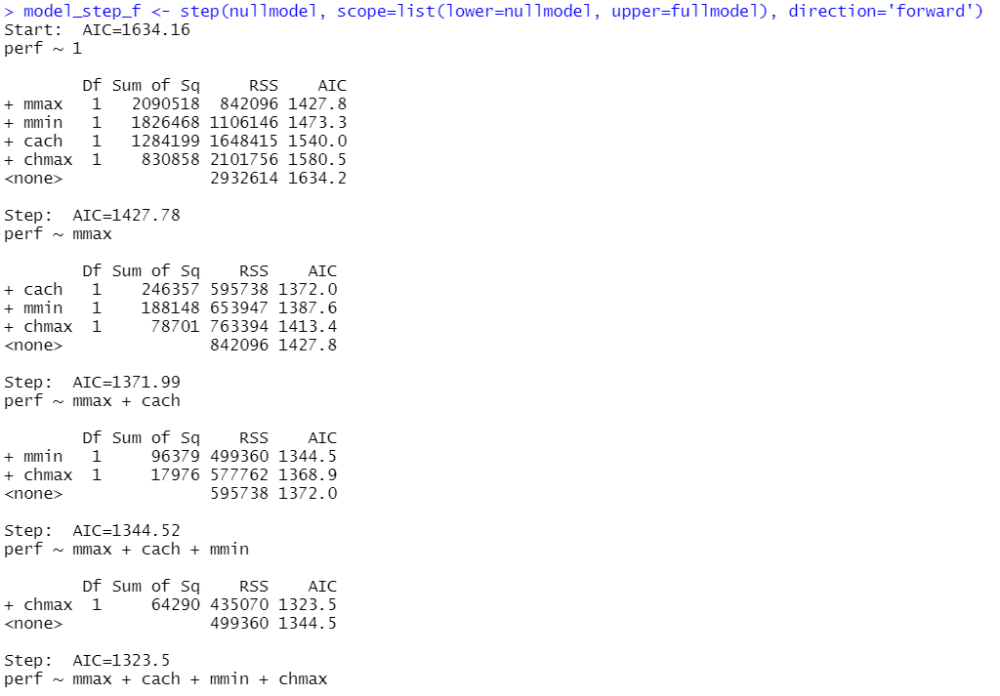 > model_step_f <- step(nullmodel, scope=list(lower=nullmodel, upper=fullmodel), direction='forward')
Start:  AIC=1634.16
perf ~ 1

        Df Sum of Sq     RSS    AIC
+ mmax   1   2090518  842096 1427.8
+ mmin   1   1826468 1106146 1473.3
+ cach   1   1284199 1648415 1540.0
+ chmax  1    830858 2101756 1580.5
<none>               2932614 1634.2

Step:  AIC=1427.78
perf ~ mmax

        Df Sum of Sq    RSS    AIC
+ cach   1    246357 595738 1372.0
+ mmin   1    188148 653947 1387.6
+ chmax  1     78701 763394 1413.4
<none>               842096 1427.8

Step:  AIC=1371.99
perf ~ mmax + cach

        Df Sum of Sq    RSS    AIC
+ mmin   1     96379 499360 1344.5
+ chmax  1     17976 577762 1368.9
<none>               595738 1372.0

Step:  AIC=1344.52
perf ~ mmax + cach + mmin

        Df Sum of Sq    RSS    AIC
+ chmax  1     64290 435070 1323.5
<none>               499360 1344.5

Step:  AIC=1323.5
perf ~ mmax + cach + mmin + chmax